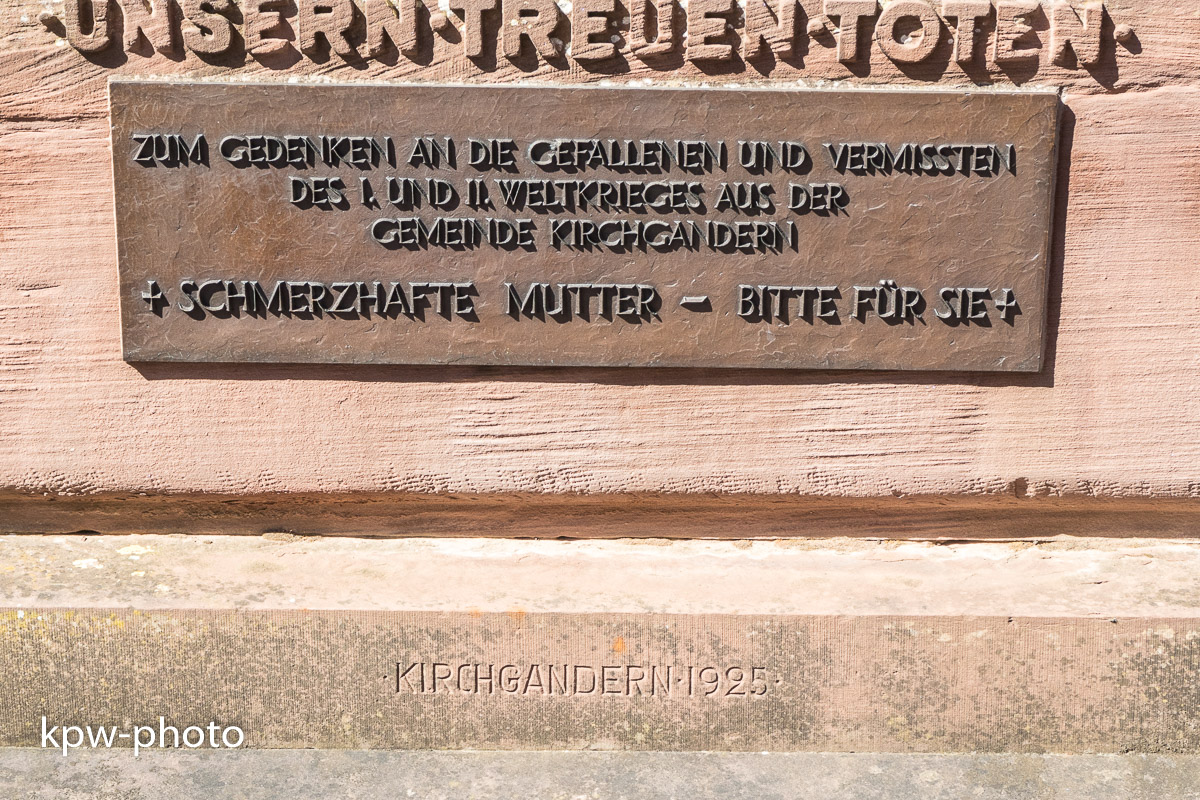 UNSERN·TREUEN·TOTEN·
ZUM GEDENKEN AN DIE GEFALLENEN UND VERMISSTEN
DES I. UND II. WELTKRIEGES AUS DER
GEMEINDE KIRCHGANDERN
+ SCHMERZHAFTE MUTTER – BITTE FÜR SIE +
·KIRCHGANDERN·1925·
kpw-photo